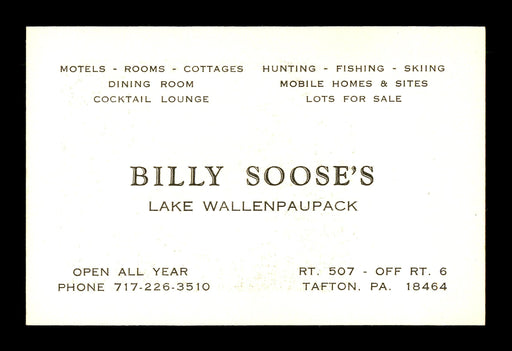 MOTELS - ROOMS - COTTAGES
DINING ROOM
COCKTAIL LOUNGE
HUNTING - FISHING - SKIING
MOBILE HOMES & SITES
LOTS FOR SALE
BILLY SOOSE'S
LAKE WALLENPAUPACK
OPEN ALL YEAR
PHONE 717-226-3510
RT. 507 - OFF RT. 6
TAFTON, PA. 18464